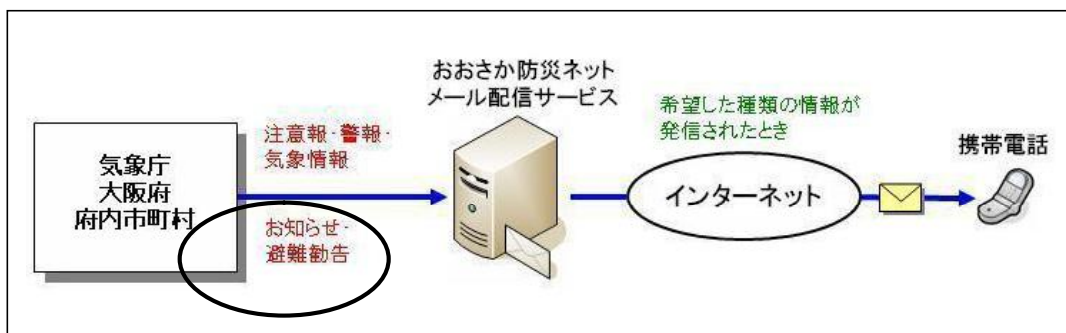 気象庁
大阪府
府内市町村
注意報・警報・
気象情報
お知らせ・
避難勧告
おおさか防災ネット
メール配信サービス
希望した種類の情報が
発信されたとき
インターネット
携帯電話